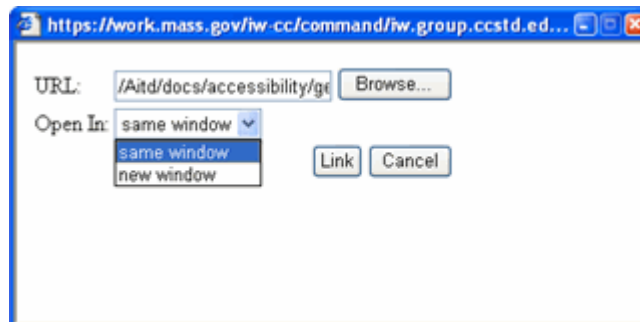 https://work.mass.gov/iw-cc/command/iw.group.ccstd.ed...
URL: /Aitd/docs/accessibility/ge Browse...
Open In: same window
same window
new window
Link Cancel